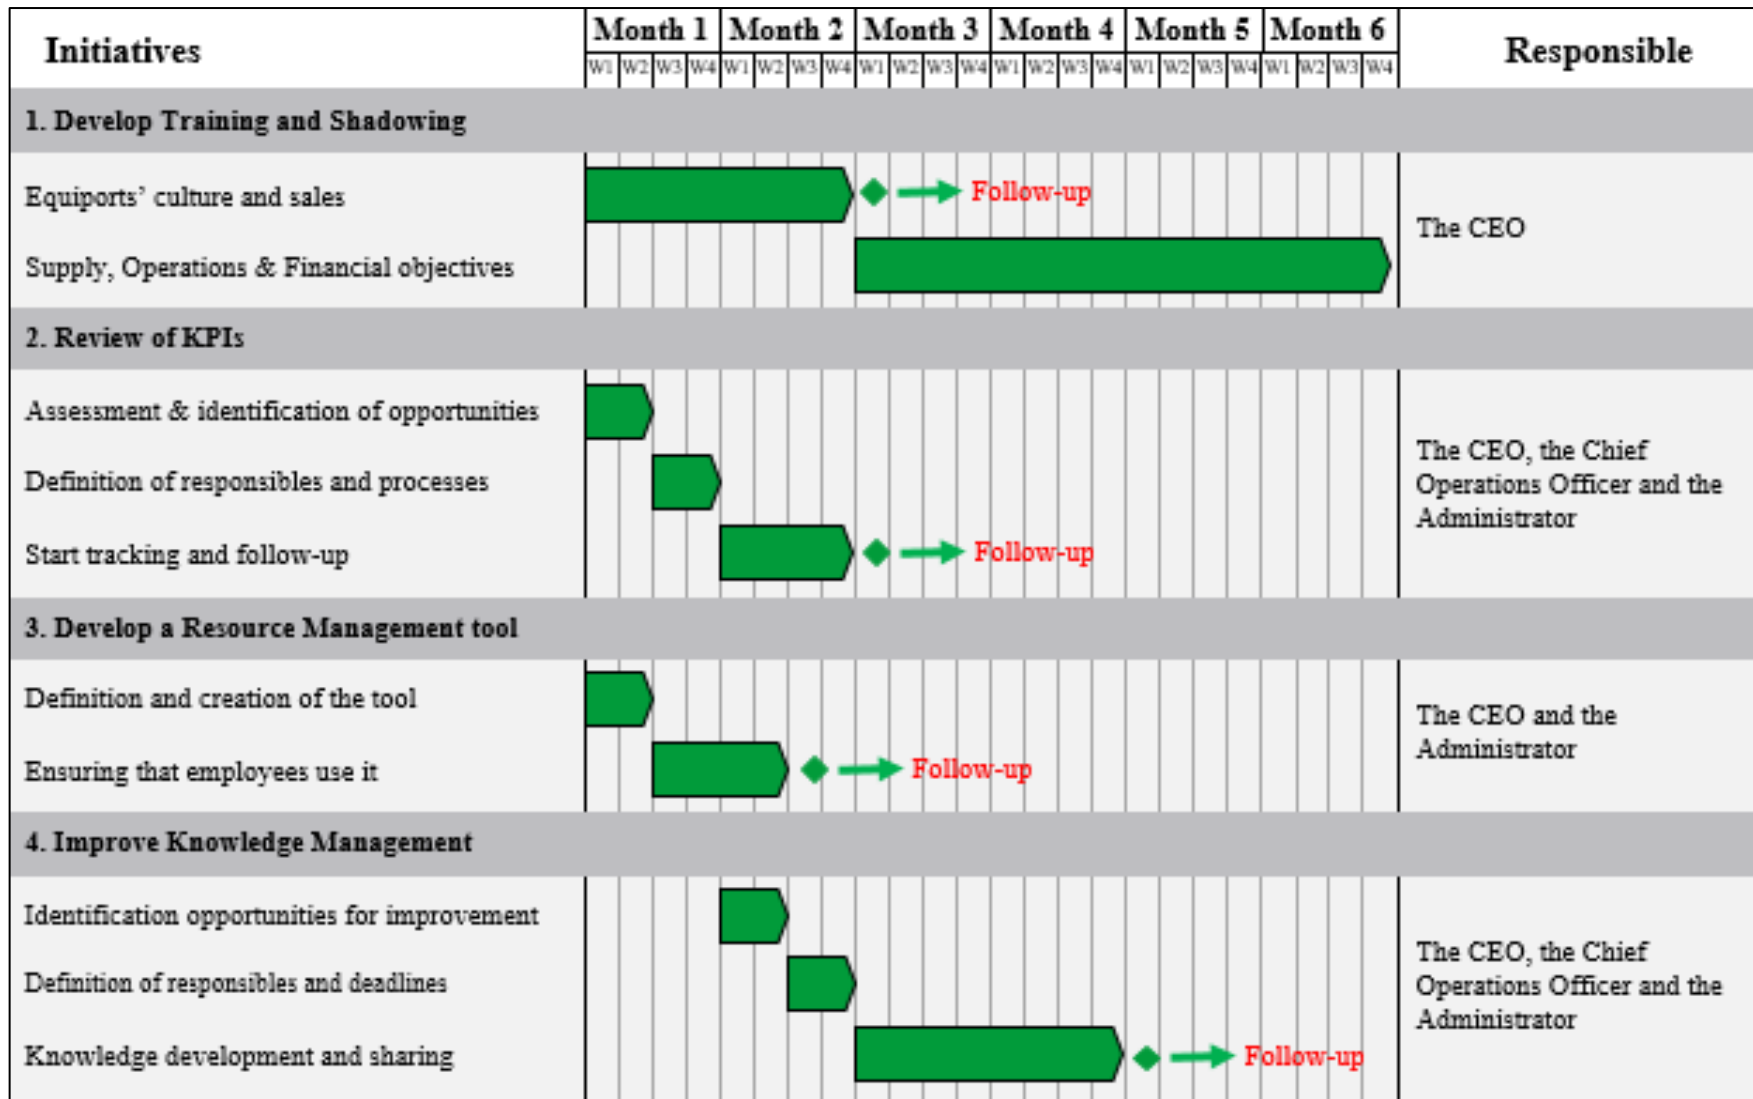 Initiatives
Month 1 Month 2 Month 3 Month 4 Month 5 Month 6
Responsible
W1 W2 W3 W4 W1 W2 W3 W4 W1 W2 W3 W4 W1 W2 W3 W4 W1 W2 W3 W4 W1 W2 W3 W4
1. Develop Training and Shadowing
Equiports’ culture and sales
Follow-up
Supply, Operations & Financial objectives
The CEO
2. Review of KPIs
Assessment & identification of opportunities
Definition of responsibles and processes
Start tracking and follow-up
Follow-up
The CEO, the Chief
Operations Officer and the
Administrator
3. Develop a Resource Management tool
Definition and creation of the tool
Ensuring that employees use it
Follow-up
The CEO and the
Administrator
4. Improve Knowledge Management
Identification opportunities for improvement
Definition of responsibles and deadlines
Knowledge development and sharing
Follow-up
The CEO, the Chief
Operations Officer and the
Administrator